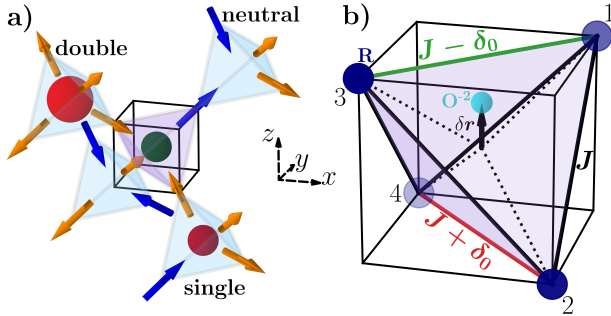 a)
neutral
double
single
z
y
x
b)
1
J − δ₀
R
3
O⁻²
δr
J
4
J + δ₀
2